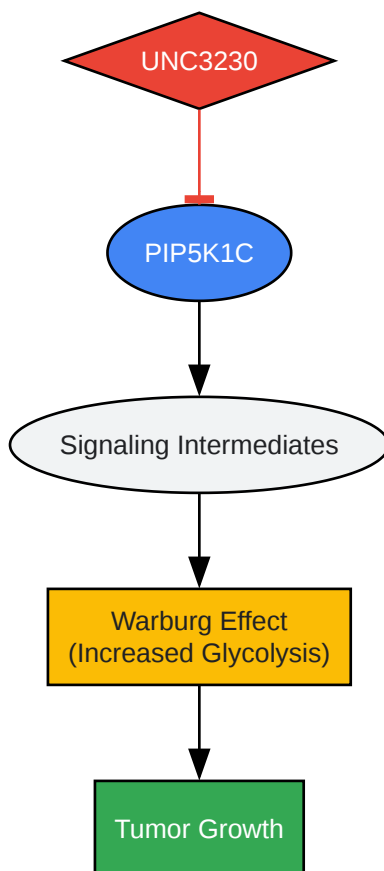 UNC3230
PIP5K1C
Signaling Intermediates
Warburg Effect
(Increased Glycolysis)
Tumor Growth